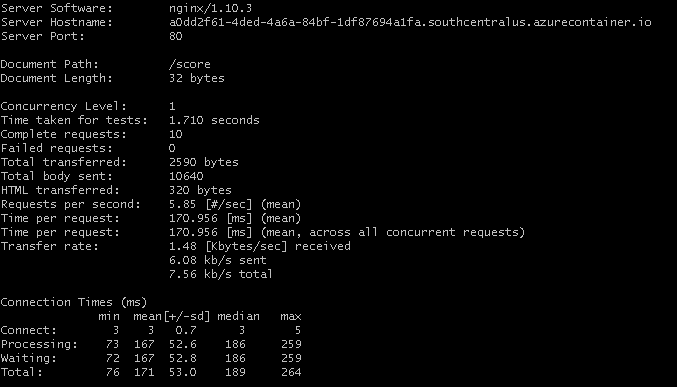 Server Software:        nginx/1.10.3
Server Hostname:        a0dd2f61-4ded-4a6a-84bf-1df87694a1fa.southcentralus.azurecontainer.io
Server Port:            80

Document Path:          /score
Document Length:        32 bytes

Concurrency Level:      1
Time taken for tests:   1.710 seconds
Complete requests:      10
Failed requests:        0
Total transferred:      2590 bytes
Total body sent:        10640
HTML transferred:       320 bytes
Requests per second:    5.85 [#/sec] (mean)
Time per request:       170.956 [ms] (mean)
Time per request:       170.956 [ms] (mean, across all concurrent requests)
Transfer rate:          1.48 [Kbytes/sec] received
                        6.08 kb/s sent
                        7.56 kb/s total

Connection Times (ms)
              min  mean[+/-sd] median   max
Connect:        3    3   0.7      3       5
Processing:    73  167  52.6    186     259
Waiting:       72  167  52.8    186     259
Total:         76  171  53.0    189     264